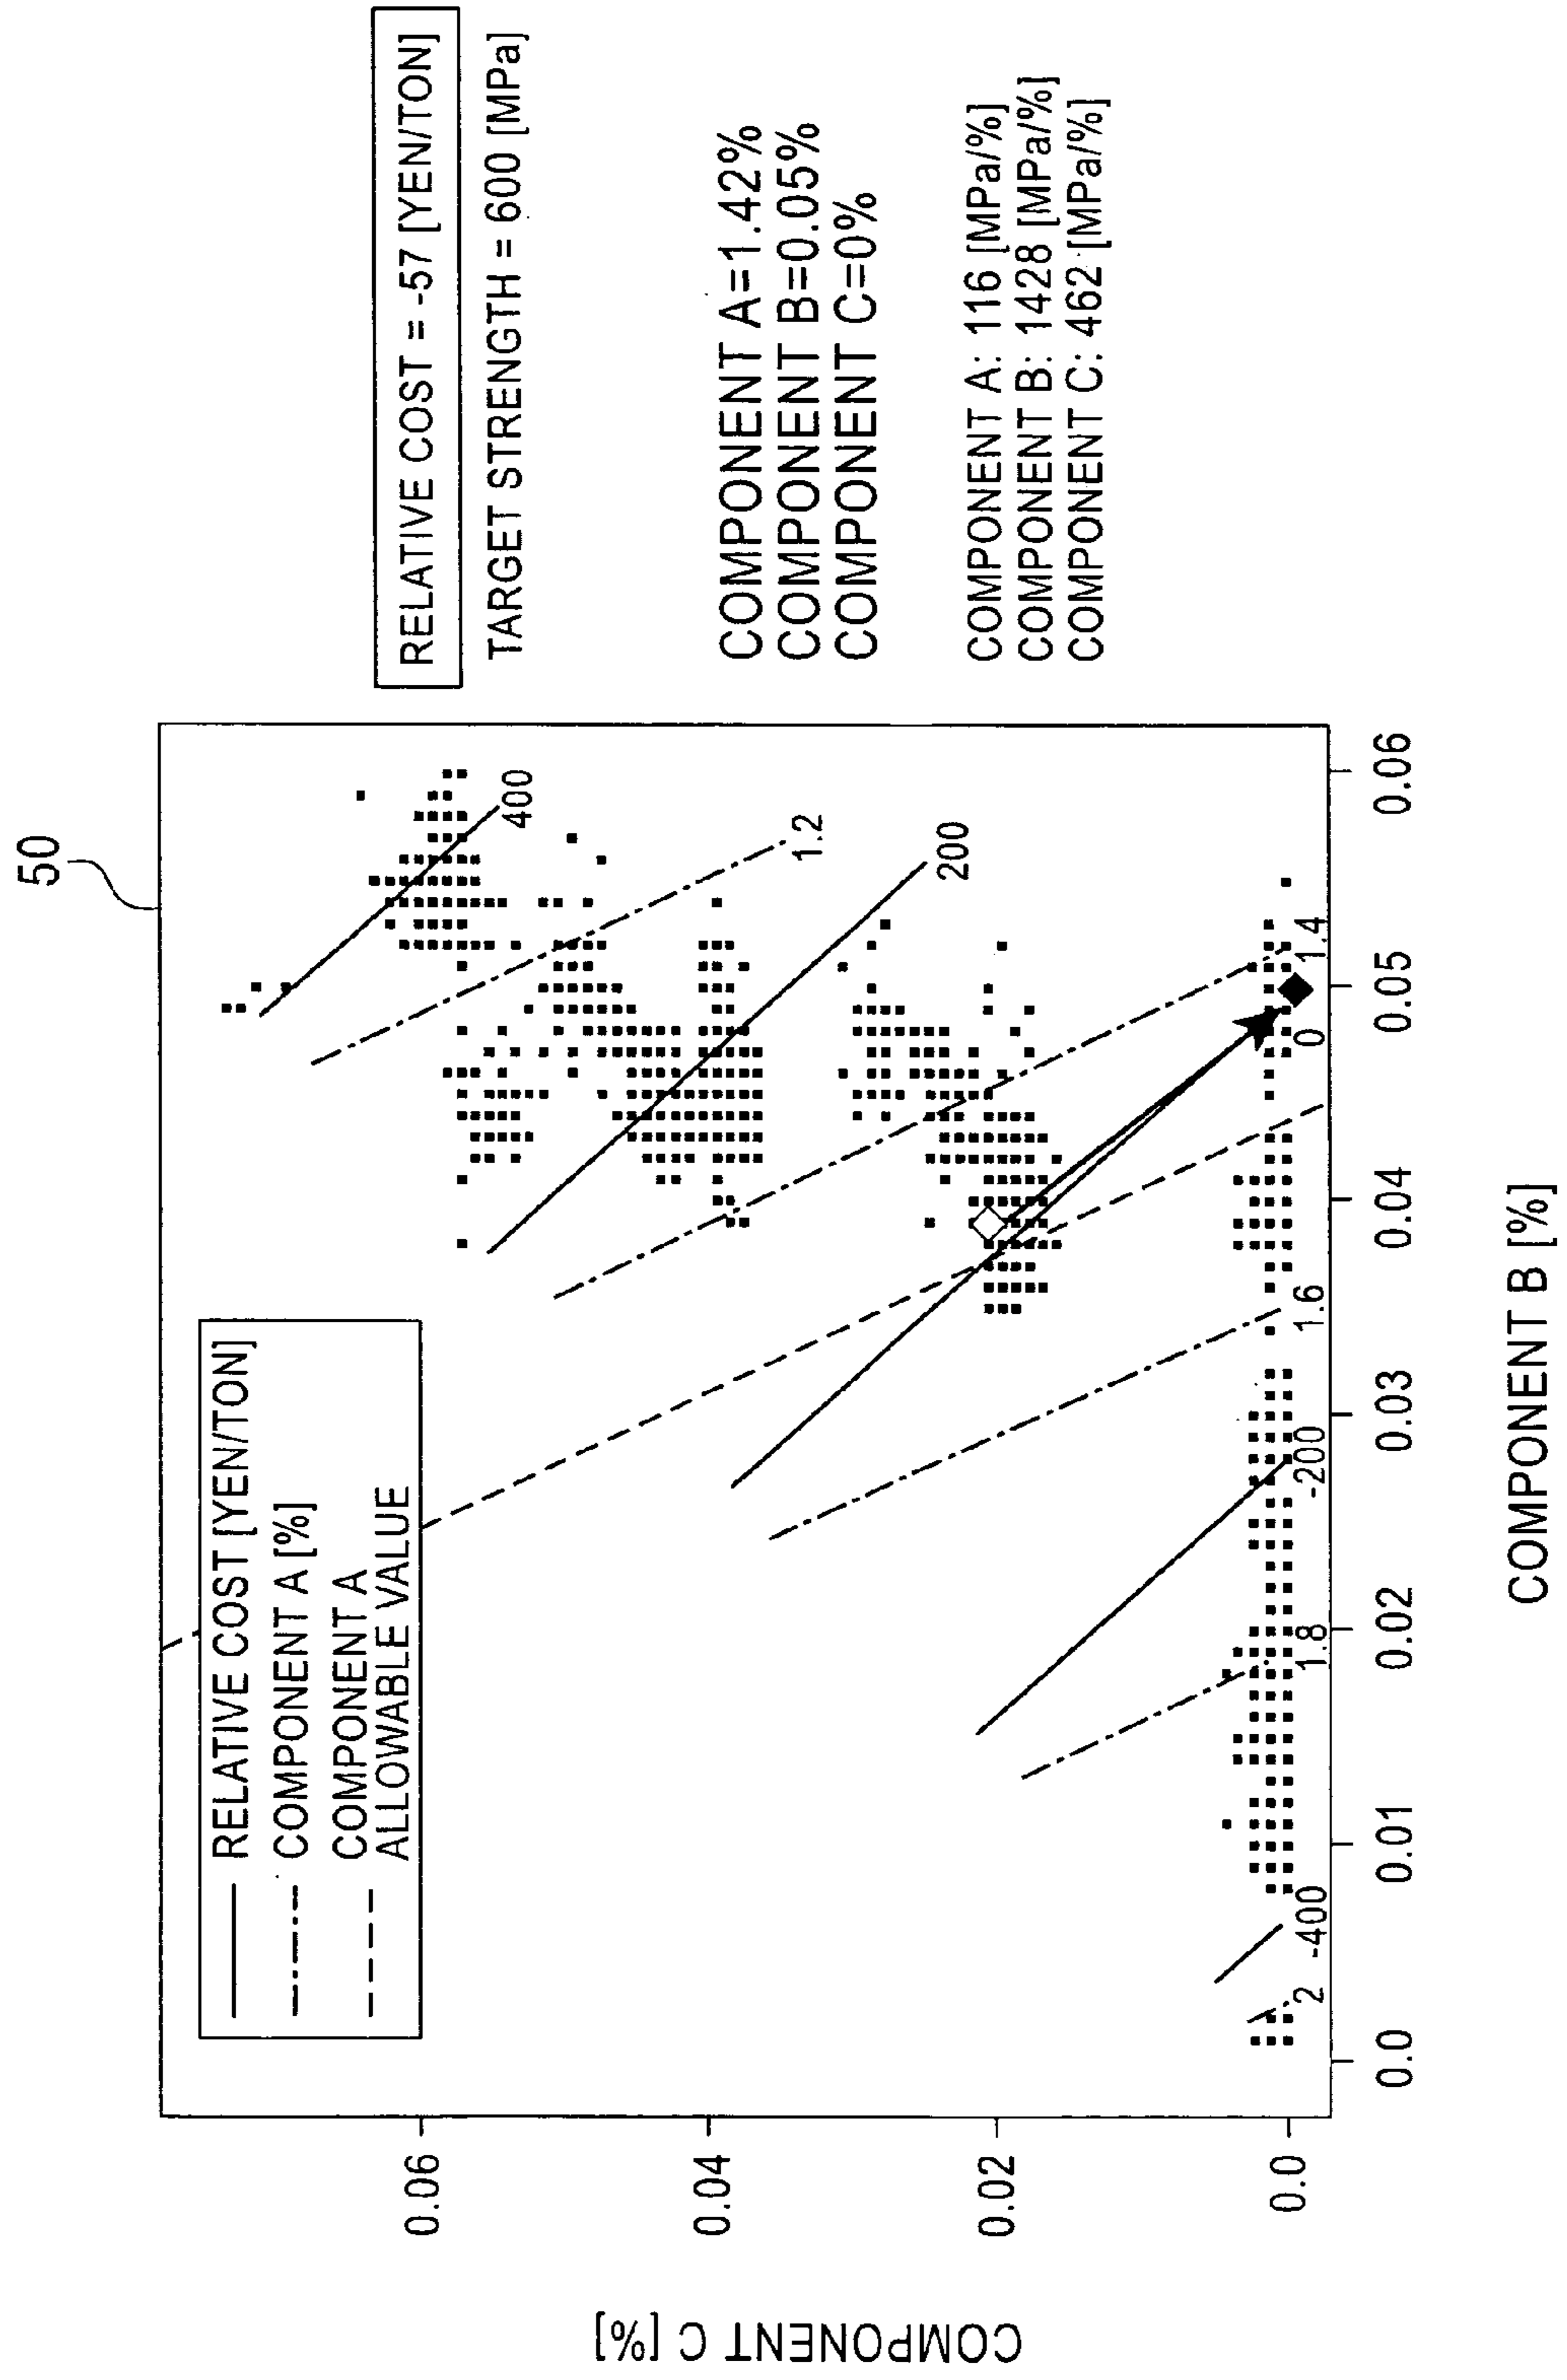 50
RELATIVE COST [YEN/TON]
COMPONENT A [%]
COMPONENT A
ALLOWABLE VALUE
RELATIVE COST = -57 [YEN/TON]
TARGET STRENGTH = 600 [MPa]
COMPONENT A=1.42%
COMPONENT B=0.05%
COMPONENT C=0%
COMPONENT A: 116 [MPa/%]
COMPONENT B: 1428 [MPa/%]
COMPONENT C: 462 [MPa/%]
400
1.2
200
2
-400
1.8
-200
1.6
0
1.4
COMPONENT C [%]
0.06
0.04
0.02
0.0
0.0
0.01
0.02
0.03
0.04
0.05
0.06
COMPONENT B [%]